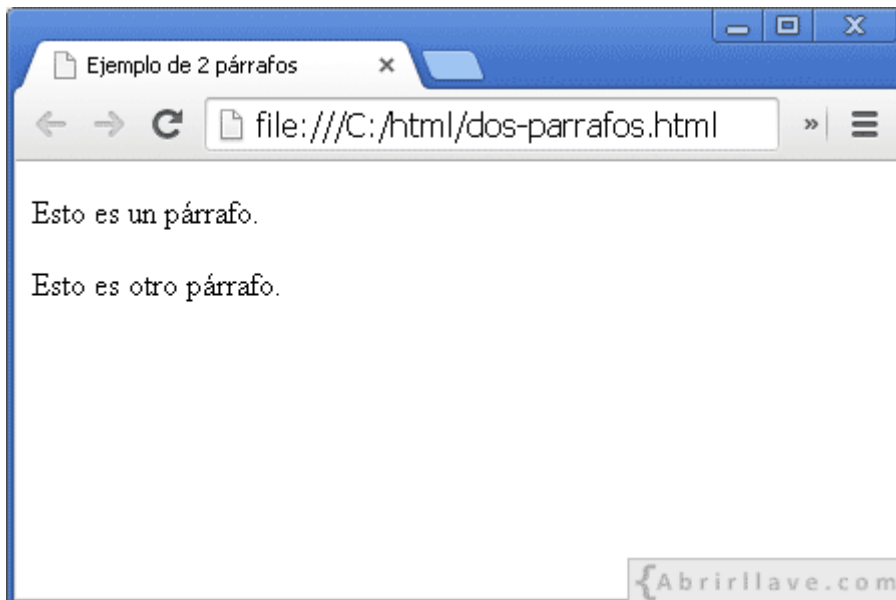 Ejemplo de 2 párrafos
file:///C:/html/dos-parrafos.html
Esto es un párrafo.
Esto es otro párrafo.
{Abrirllave.com